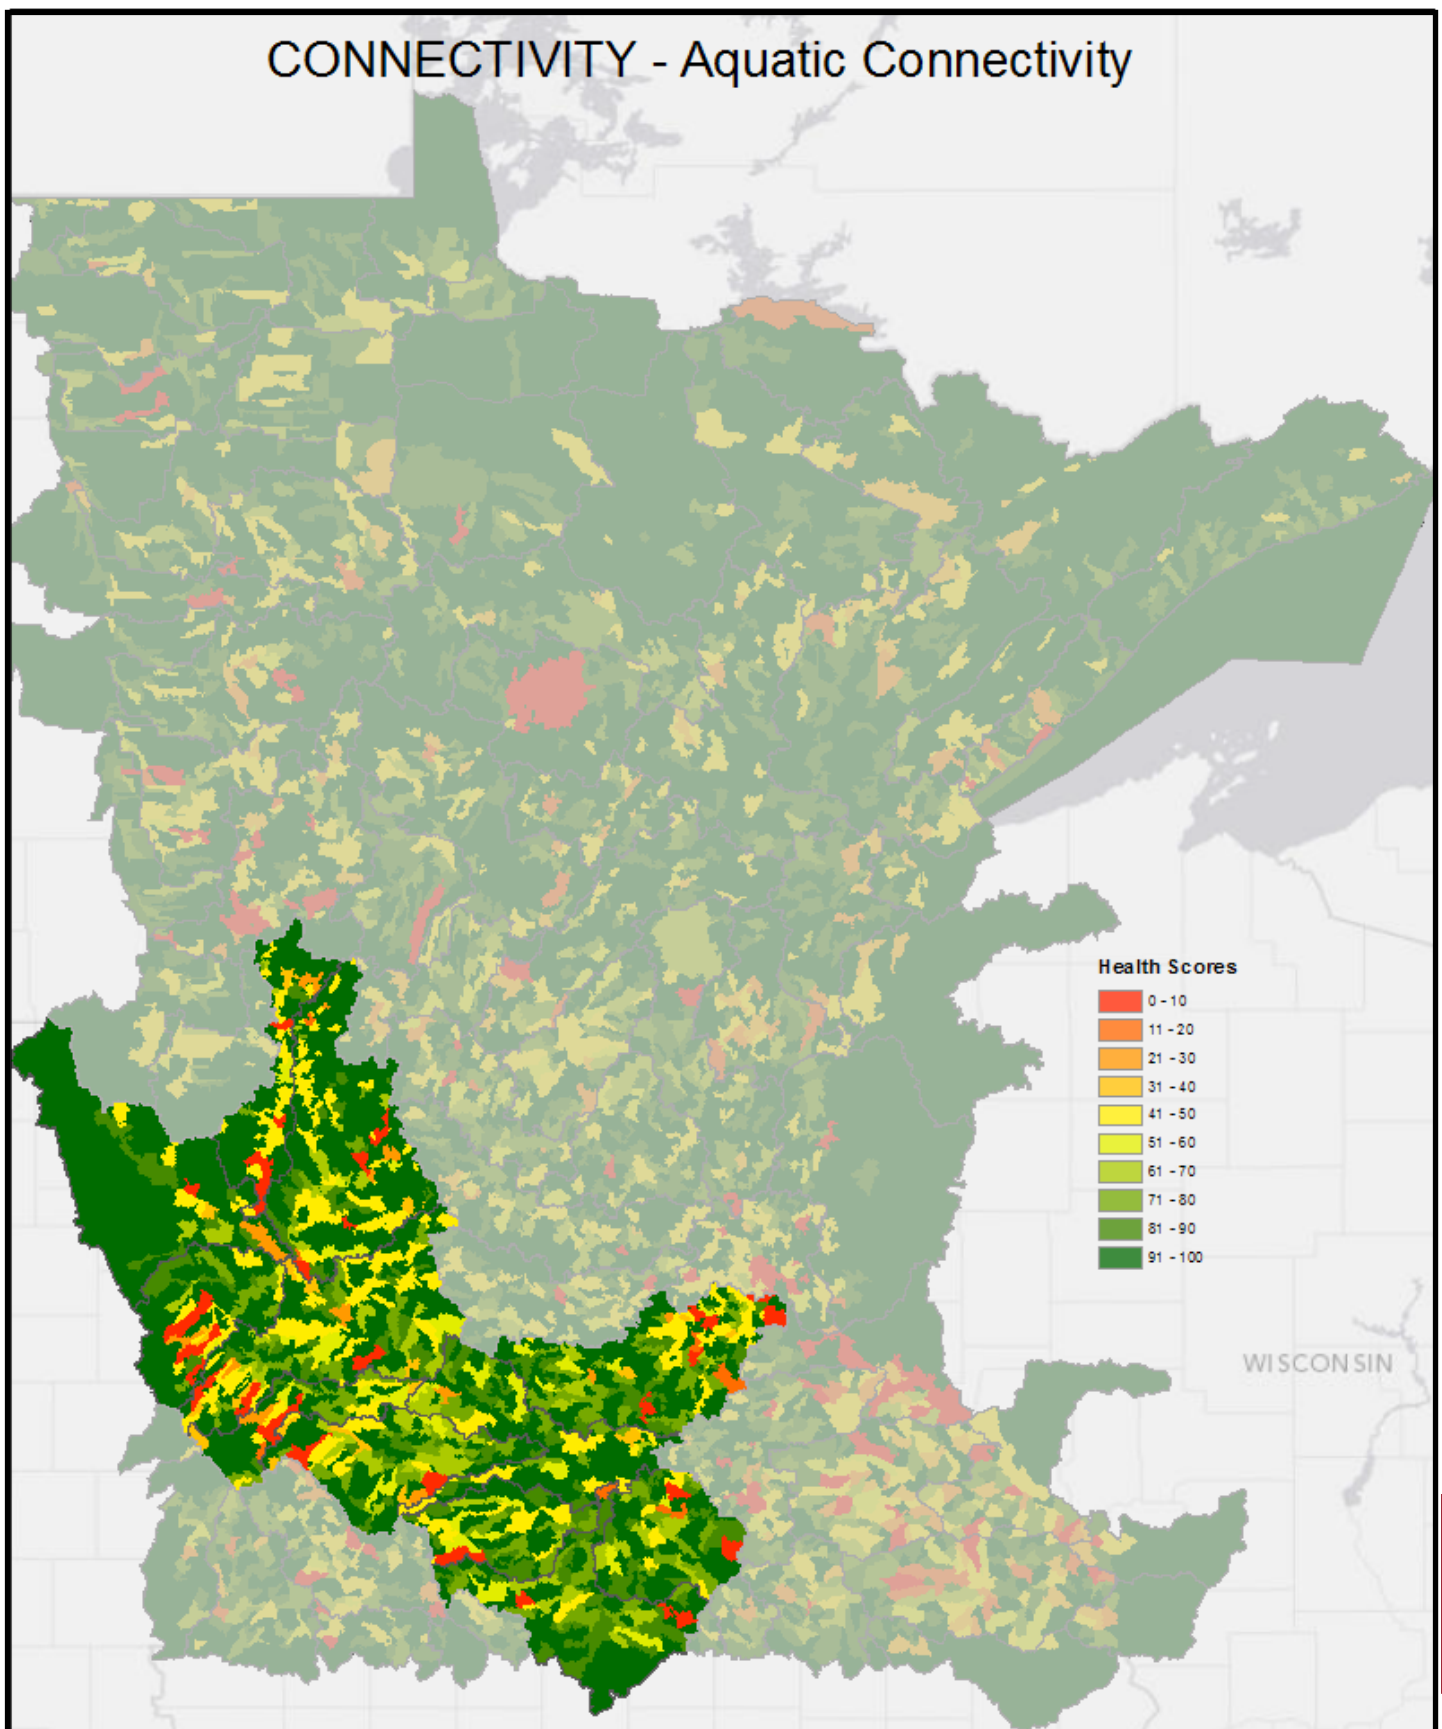 CONNECTIVITY - Aquatic Connectivity
Health Scores
0 - 10
11 - 20
21 - 30
31 - 40
41 - 50
51 - 60
61 - 70
71 - 80
81 - 90
91 - 100
WISCONSIN